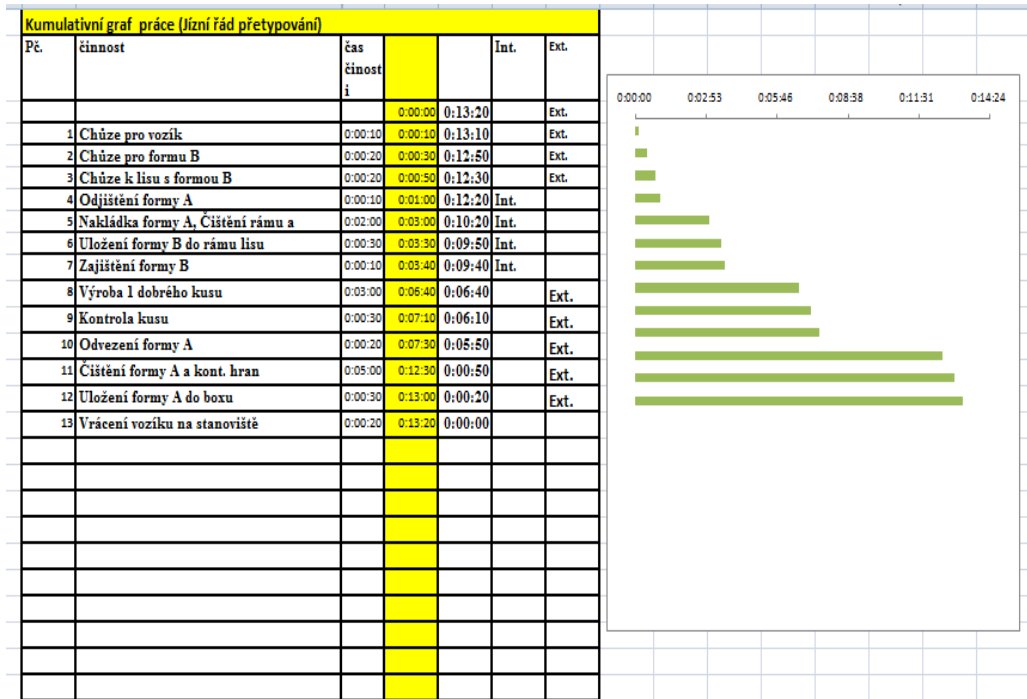 Kumulativní graf práce (Jízní řád přetypování)
Pč. činnost čas Int. Ext.
činost
i
0:00:00 0:13:20 Ext.
1 Chůze pro vozík 0:00:10 0:00:10 0:13:10 Ext.
2 Chůze pro formu B 0:00:20 0:00:30 0:12:50 Ext.
3 Chůze k lisu s formou B 0:00:20 0:00:50 0:12:30 Ext.
4 Odjištění formy A 0:00:10 0:01:00 0:12:20 Int.
5 Nakládka formy A, Čištění rámu a 0:02:00 0:03:00 0:10:20 Int.
6 Uložení formy B do rámu lisu 0:00:30 0:03:30 0:09:50 Int.
7 Zajištění formy B 0:00:10 0:03:40 0:09:40 Int.
8 Výroba 1 dobrého kusu 0:03:00 0:06:40 0:06:40 Ext.
9 Kontrola kusu 0:00:30 0:07:10 0:06:10 Ext.
10 Odvezení formy A 0:00:20 0:07:30 0:05:50 Ext.
11 Čištění formy A a kont. hran 0:05:00 0:12:30 0:00:50 Ext.
12 Uložení formy A do boxu 0:00:30 0:13:00 0:00:20 Ext.
13 Vrácení vozíku na stanoviště 0:00:20 0:13:20 0:00:00
0:00:00 0:02:53 0:05:46 0:08:38 0:11:31 0:14:24